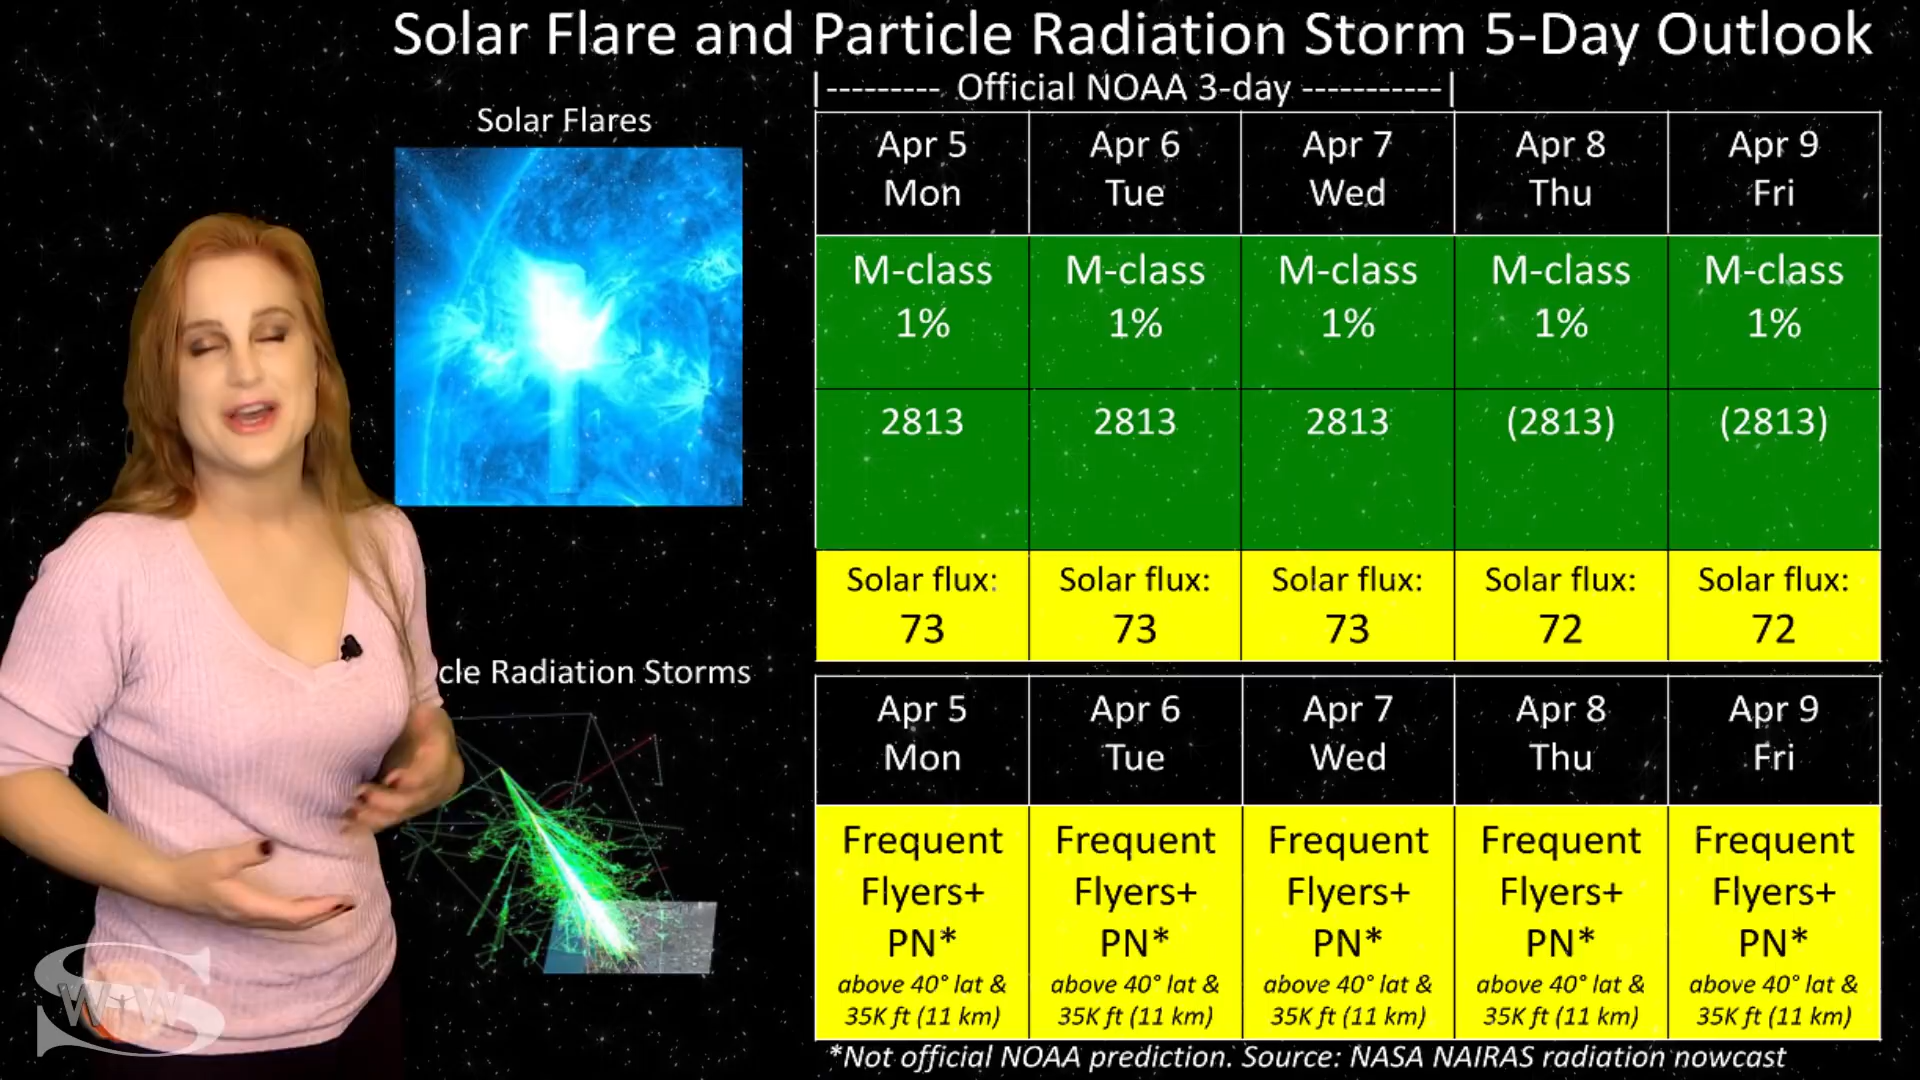 Solar Flare and Particle Radiation Storm 5-Day Outlook
|--------- Official NOAA 3-day -----------|
Solar Flares
Apr 5 Apr 6 Apr 7 Apr 8 Apr 9
Mon Tue Wed Thu Fri
M-class M-class M-class M-class M-class
1% 1% 1% 1% 1%
2813 2813 2813 (2813) (2813)
Solar flux: Solar flux: Solar flux: Solar flux: Solar flux:
73 73 73 72 72
cle Radiation Storms
Apr 5 Apr 6 Apr 7 Apr 8 Apr 9
Mon Tue Wed Thu Fri
Frequent Frequent Frequent Frequent Frequent
Flyers+ Flyers+ Flyers+ Flyers+ Flyers+
PN* PN* PN* PN* PN*
above 40° lat & above 40° lat & above 40° lat & above 40° lat & above 40° lat &
35K ft (11 km) 35K ft (11 km) 35K ft (11 km) 35K ft (11 km) 35K ft (11 km)
*Not official NOAA prediction. Source: NASA NAIRAS radiation nowcast